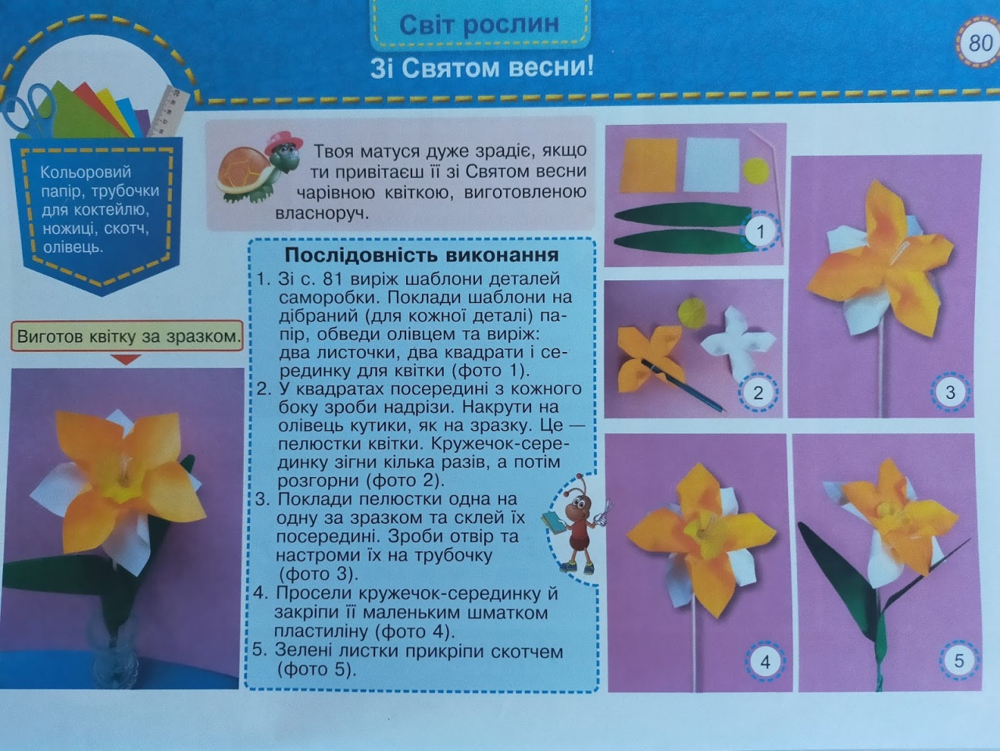 Світ рослин
80
Зі Святом весни!
Кольоровий
папір, трубочки
для коктейлю,
ножиці, скотч,
олівець.
Твоя матуся дуже зрадіє, якщо
ти привітаєш її зі Святом весни
чарівною квіткою, виготовленою
власноруч.
Виготов квітку за зразком.
Послідовність виконання
1. Зі с. 81 виріж шаблони деталей
саморобки. Поклади шаблони на
дібраний (для кожної деталі) па-
пір, обведи олівцем та виріж:
два листочки, два квадрати і се-
рединку для квітки (фото 1).
2. У квадратах посередині з кожного
боку зроби надрізи. Накрути на
олівець кутики, як на зразку. Це —
пелюстки квітки. Кружечок-сере-
динку зігни кілька разів, а потім
розгорни (фото 2).
3. Поклади пелюстки одна на
одну за зразком та склей їх
посередині. Зроби отвір та
настроми їх на трубочку
(фото 3).
4. Просели кружечок-серединку й
закріпи її маленьким шматком
пластиліну (фото 4).
5. Зелені листки прикріпи скотчем
(фото 5).
1
2
3
4
5